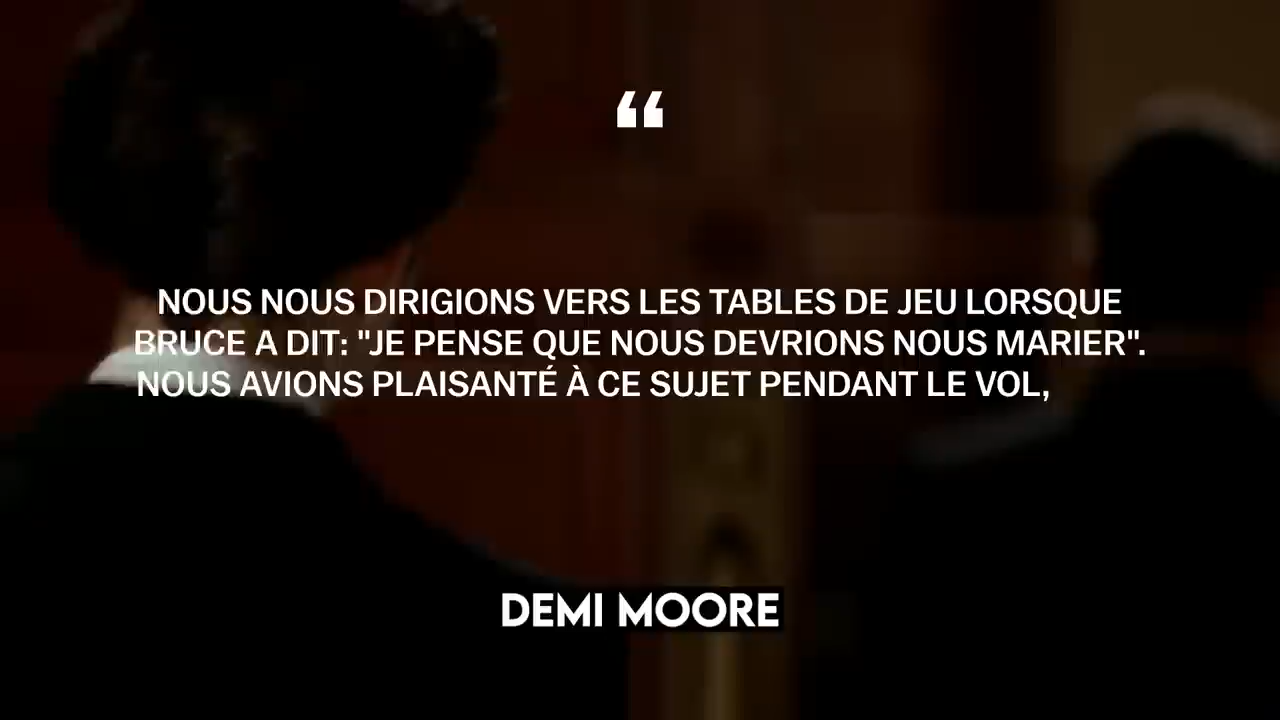 “
NOUS NOUS DIRIGIONS VERS LES TABLES DE JEU LORSQUE
BRUCE A DIT: "JE PENSE QUE NOUS DEVRIONS NOUS MARIER".
NOUS AVIONS PLAISANTÉ À CE SUJET PENDANT LE VOL,
DEMI MOORE